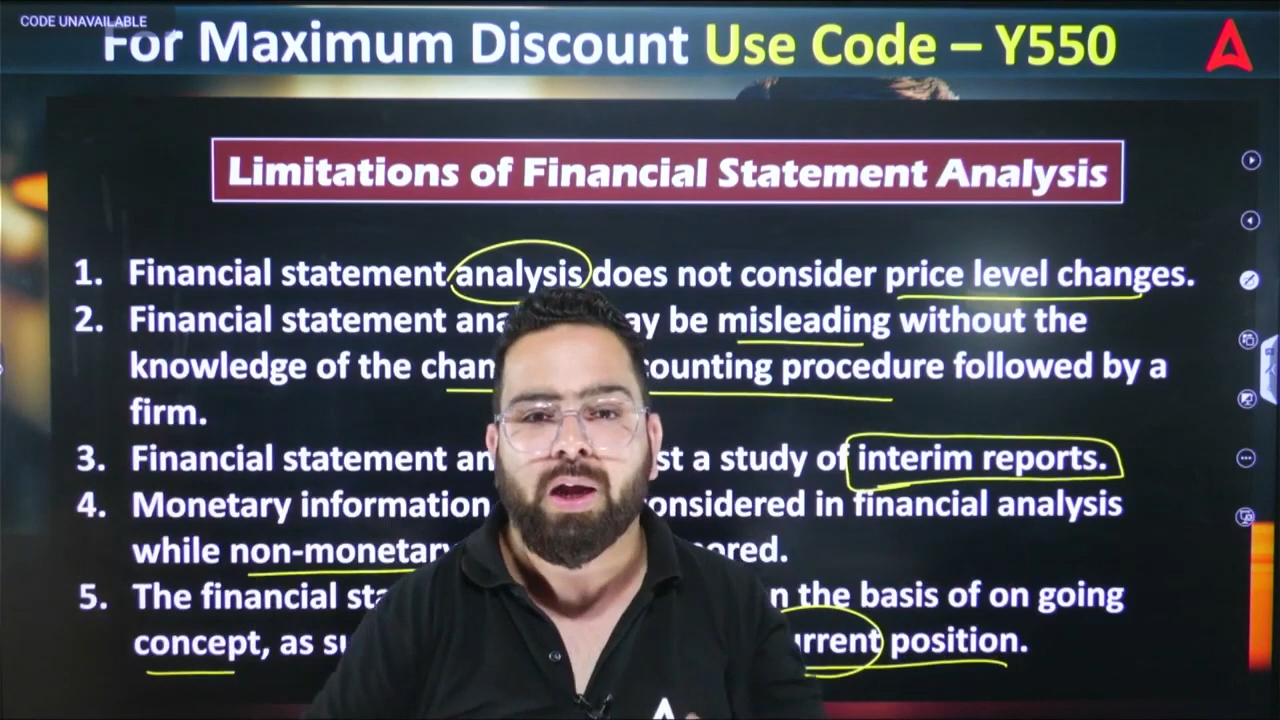 CODE UNAVAILABLE
For Maximum Discount Use Code – Y550
Limitations of Financial Statement Analysis
1. Financial statement analysis does not consider price level changes.
2. Financial statement ana ay be misleading without the
knowledge of the chan ounting procedure followed by a
firm.
3. Financial statement an st a study of interim reports.
4. Monetary information onsidered in financial analysis
while non-monetary ored.
5. The financial sta n the basis of on going
concept, as su urrent position.